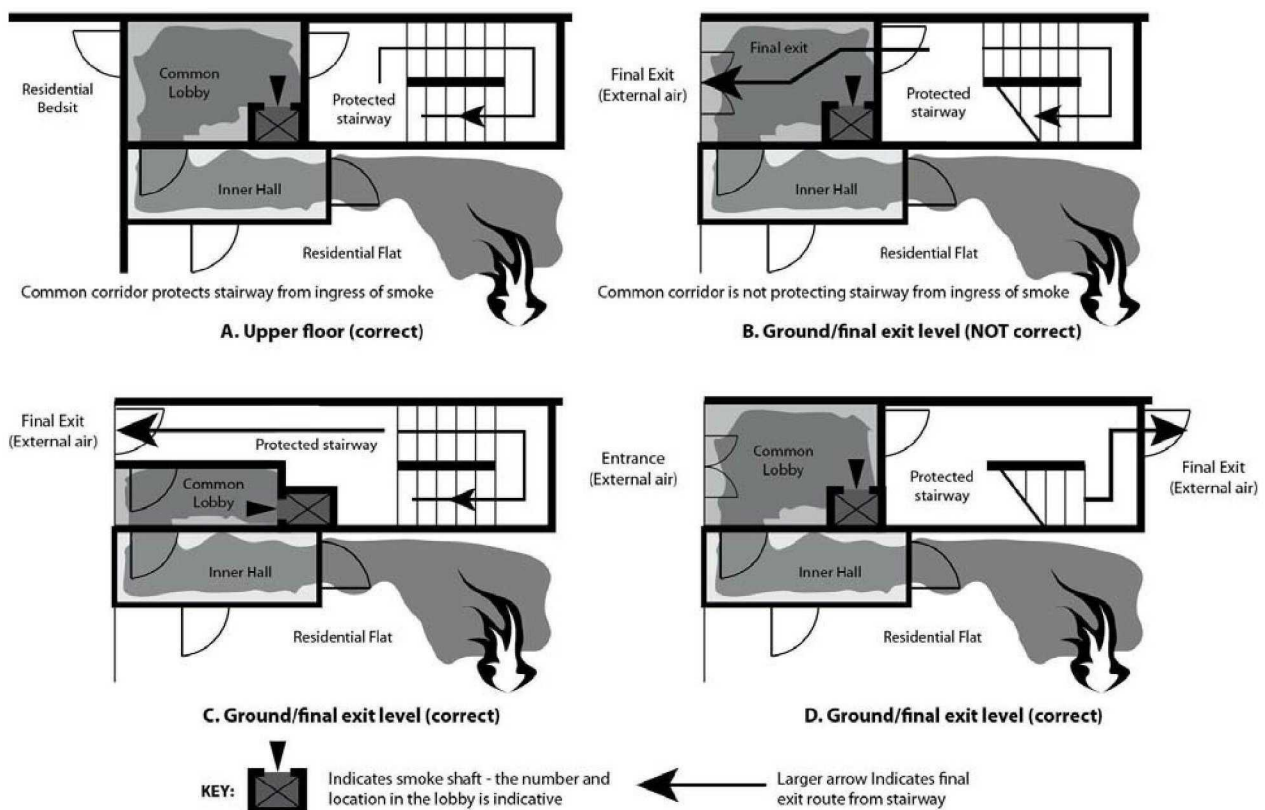 Residential
Bedsit
Common
Lobby
Protected
stairway
Inner Hall
Residential Flat
Common corridor protects stairway from ingress of smoke
A. Upper floor (correct)
Final Exit
(External air)
Final exit
Protected
stairway
Inner Hall
Residential Flat
Common corridor is not protecting stairway from ingress of smoke
B. Ground/final exit level (NOT correct)
Final Exit
(External air)
Protected stairway
Common
Lobby
Inner Hall
Residential Flat
C. Ground/final exit level (correct)
Entrance
(External air)
Common
Lobby
Protected
stairway
Final Exit
(External air)
Inner Hall
Residential Flat
D. Ground/final exit level (correct)
KEY:
Indicates smoke shaft - the number and
location in the lobby is indicative
Larger arrow Indicates final
exit route from stairway